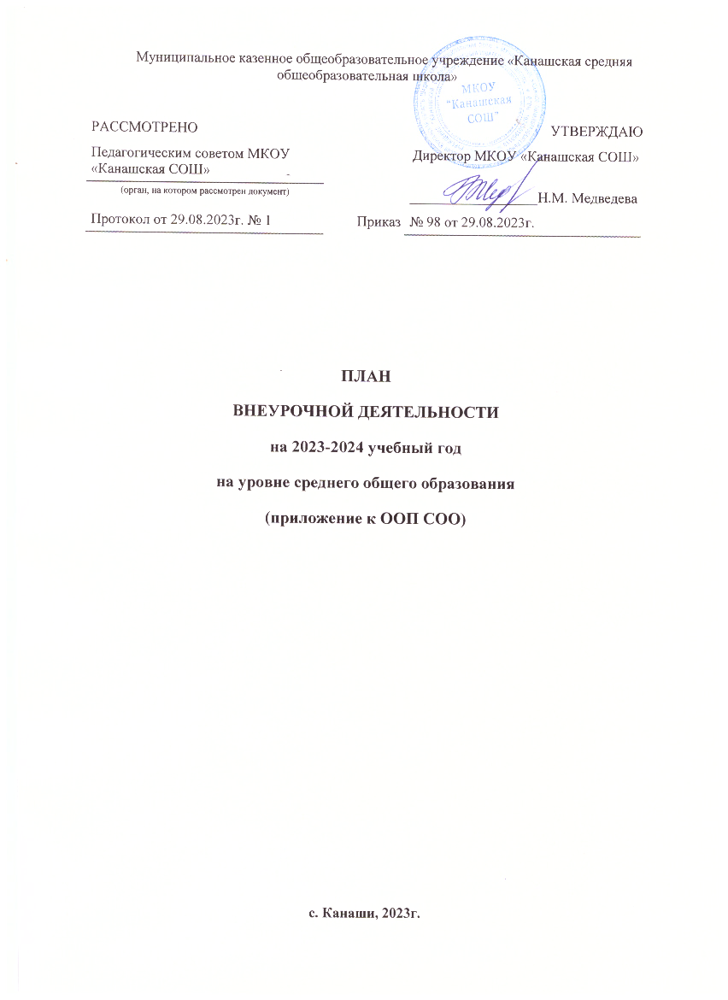 Муниципальное казенное общеобразовательное учреждение «Канашская средняя
общеобразовательная школа»
МКОУ
"Канашская
СОШ"
РАССМОТРЕНО
Педагогическим советом МКОУ
«Канашская СОШ»
(орган, на котором рассмотрен документ)
Протокол от 29.08.2023г. № 1
УТВЕРЖДАЮ
Директор МКОУ «Канашская СОШ»
Н.М. Медведева
Приказ № 98 от 29.08.2023г.
ПЛАН
ВНЕУРОЧНОЙ ДЕЯТЕЛЬНОСТИ
на 2023-2024 учебный год
на уровне среднего общего образования
(приложение к ООП СОО)
с. Канаши, 2023г.